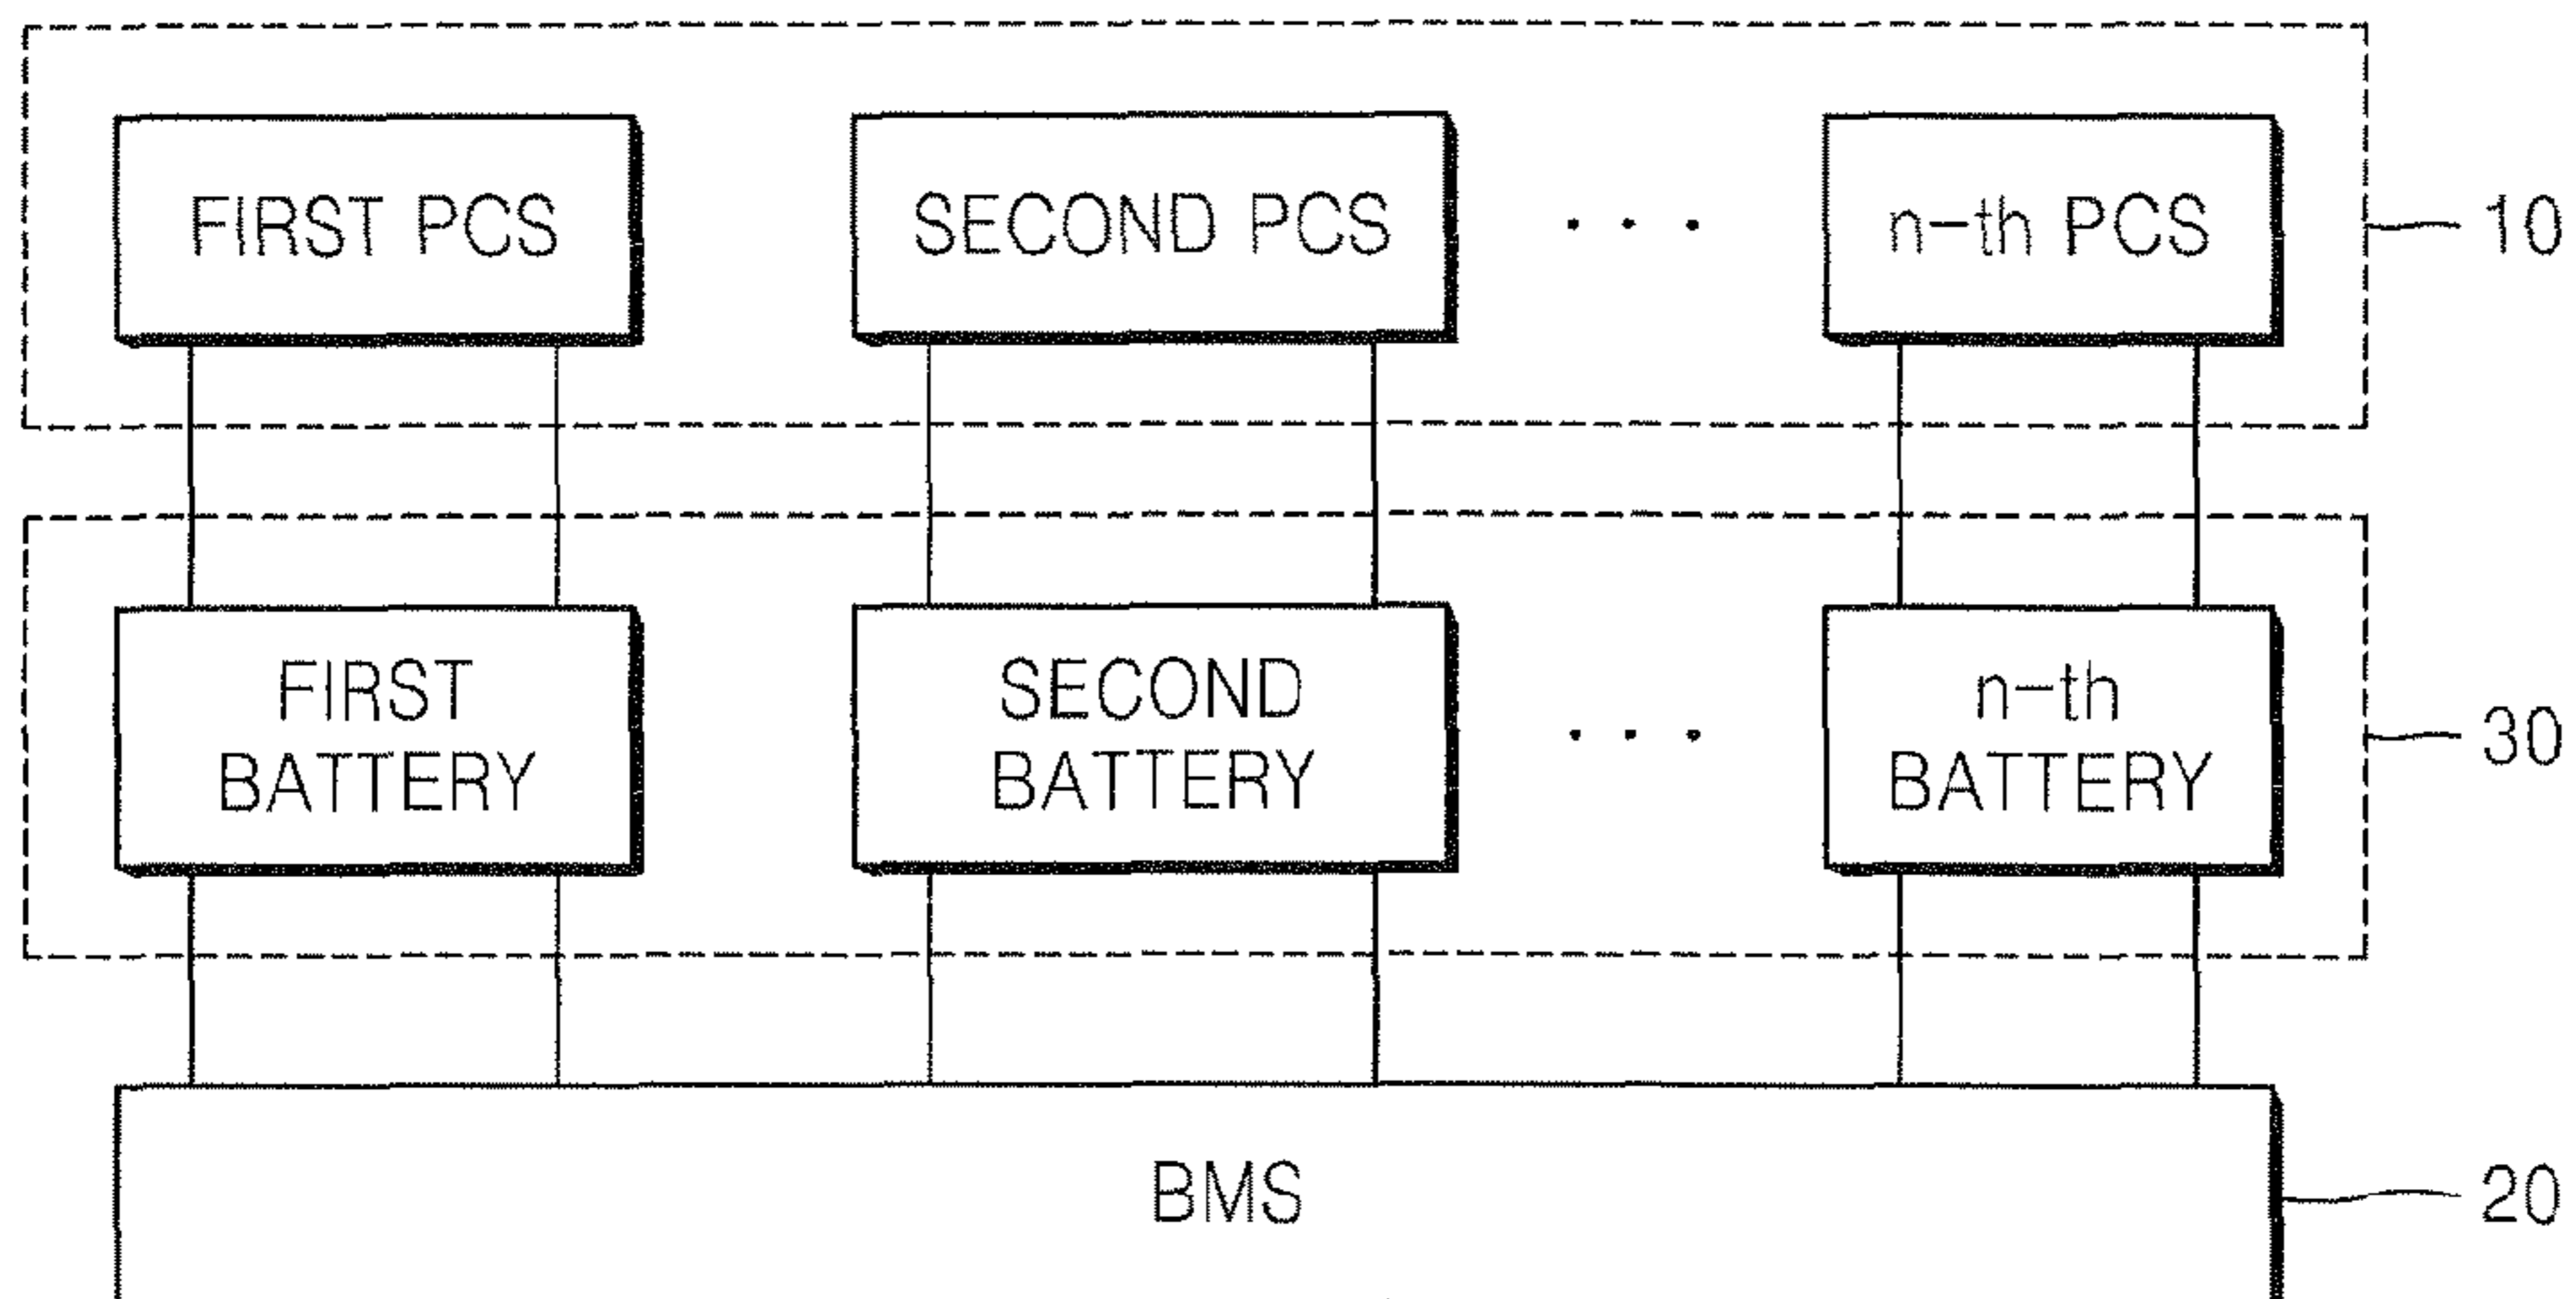 FIRST PCS
SECOND PCS
. . .
n-th PCS
10
FIRST
BATTERY
SECOND
BATTERY
. . .
n-th
BATTERY
30
BMS
20